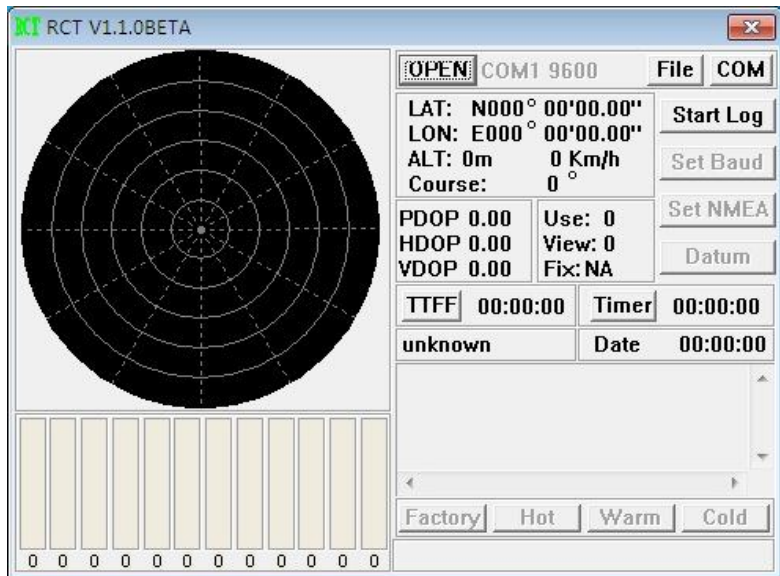 RCT RCT V1.1.0BETA
OPEN COM1 9600 File COM
LAT: N000° 00'00.00"
LON: E000° 00'00.00"
ALT: 0m 0 Km/h
Course: 0 °
Start Log
Set Baud
Set NMEA
Datum
PDOP 0.00
HDOP 0.00
VDOP 0.00
Use: 0
View: 0
Fix: NA
TTFF 00:00:00 Timer 00:00:00
unknown Date 00:00:00
Factory Hot Warm Cold
0 0 0 0 0 0 0 0 0 0 0 0